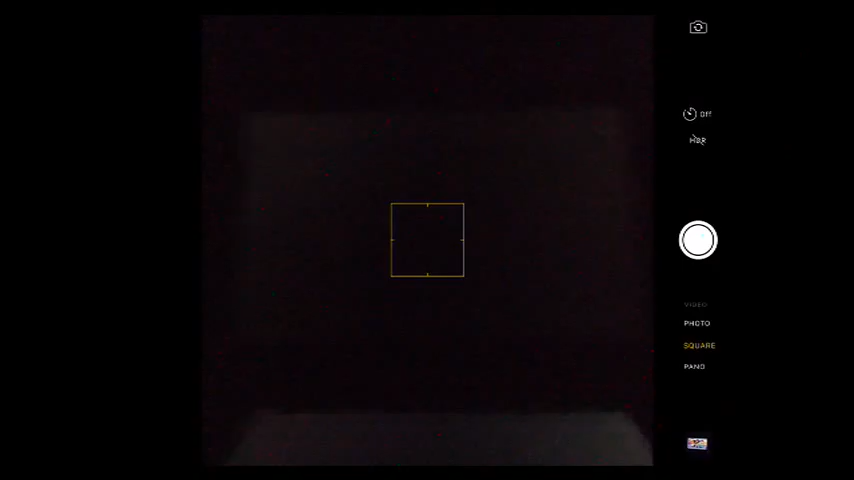 Off
HDR
VIDEO
PHOTO
SQUARE
PANO